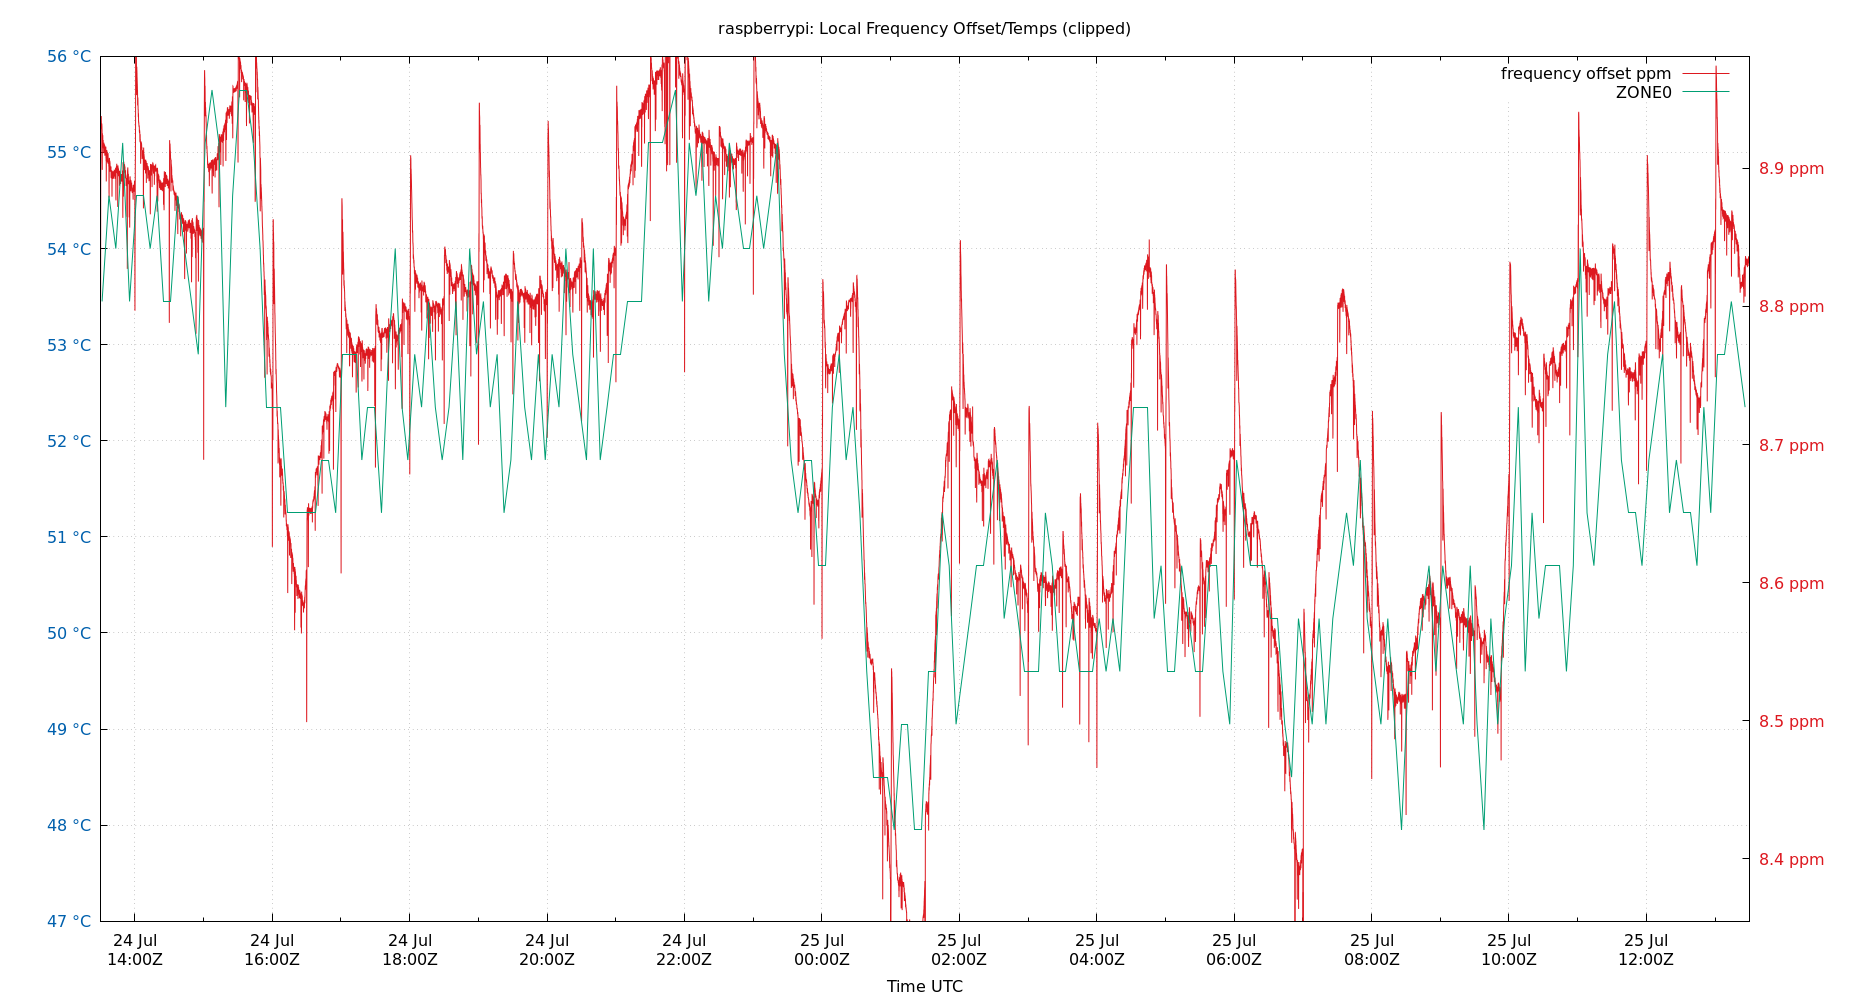 raspberrypi: Local Frequency Offset/Temps (clipped)
frequency offset ppm
ZONE0
56 °C
55 °C
54 °C
53 °C
52 °C
51 °C
50 °C
49 °C
48 °C
47 °C
8.9 ppm
8.8 ppm
8.7 ppm
8.6 ppm
8.5 ppm
8.4 ppm
24 Jul
14:00Z
24 Jul
16:00Z
24 Jul
18:00Z
24 Jul
20:00Z
24 Jul
22:00Z
25 Jul
00:00Z
25 Jul
02:00Z
25 Jul
04:00Z
25 Jul
06:00Z
25 Jul
08:00Z
25 Jul
10:00Z
25 Jul
12:00Z
Time UTC